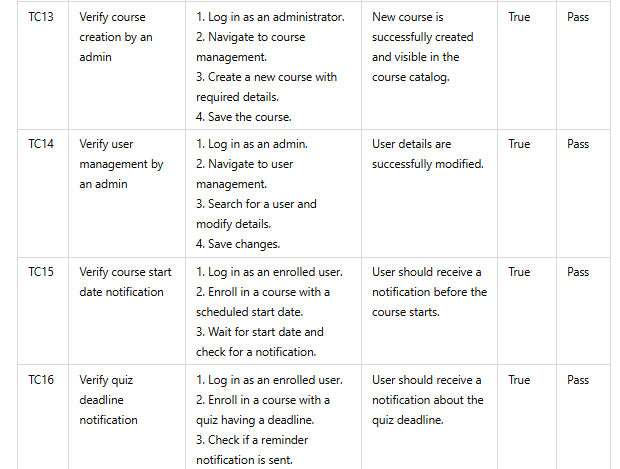 TC13
Verify course
creation by an
admin
1. Log in as an administrator.
2. Navigate to course
management.
3. Create a new course with
required details.
4. Save the course.
New course is
successfully created
and visible in the
course catalog.
True
Pass
TC14
Verify user
management by
an admin
1. Log in as an admin.
2. Navigate to user
management.
3. Search for a user and
modify details.
4. Save changes.
User details are
successfully modified.
True
Pass
TC15
Verify course start
date notification
1. Log in as an enrolled user.
2. Enroll in a course with a
scheduled start date.
3. Wait for start date and
check for a notification.
User should receive a
notification before the
course starts.
True
Pass
TC16
Verify quiz
deadline
notification
1. Log in as an enrolled user.
2. Enroll in a course with a
quiz having a deadline.
3. Check if a reminder
notification is sent.
User should receive a
notification about the
quiz deadline.
True
Pass